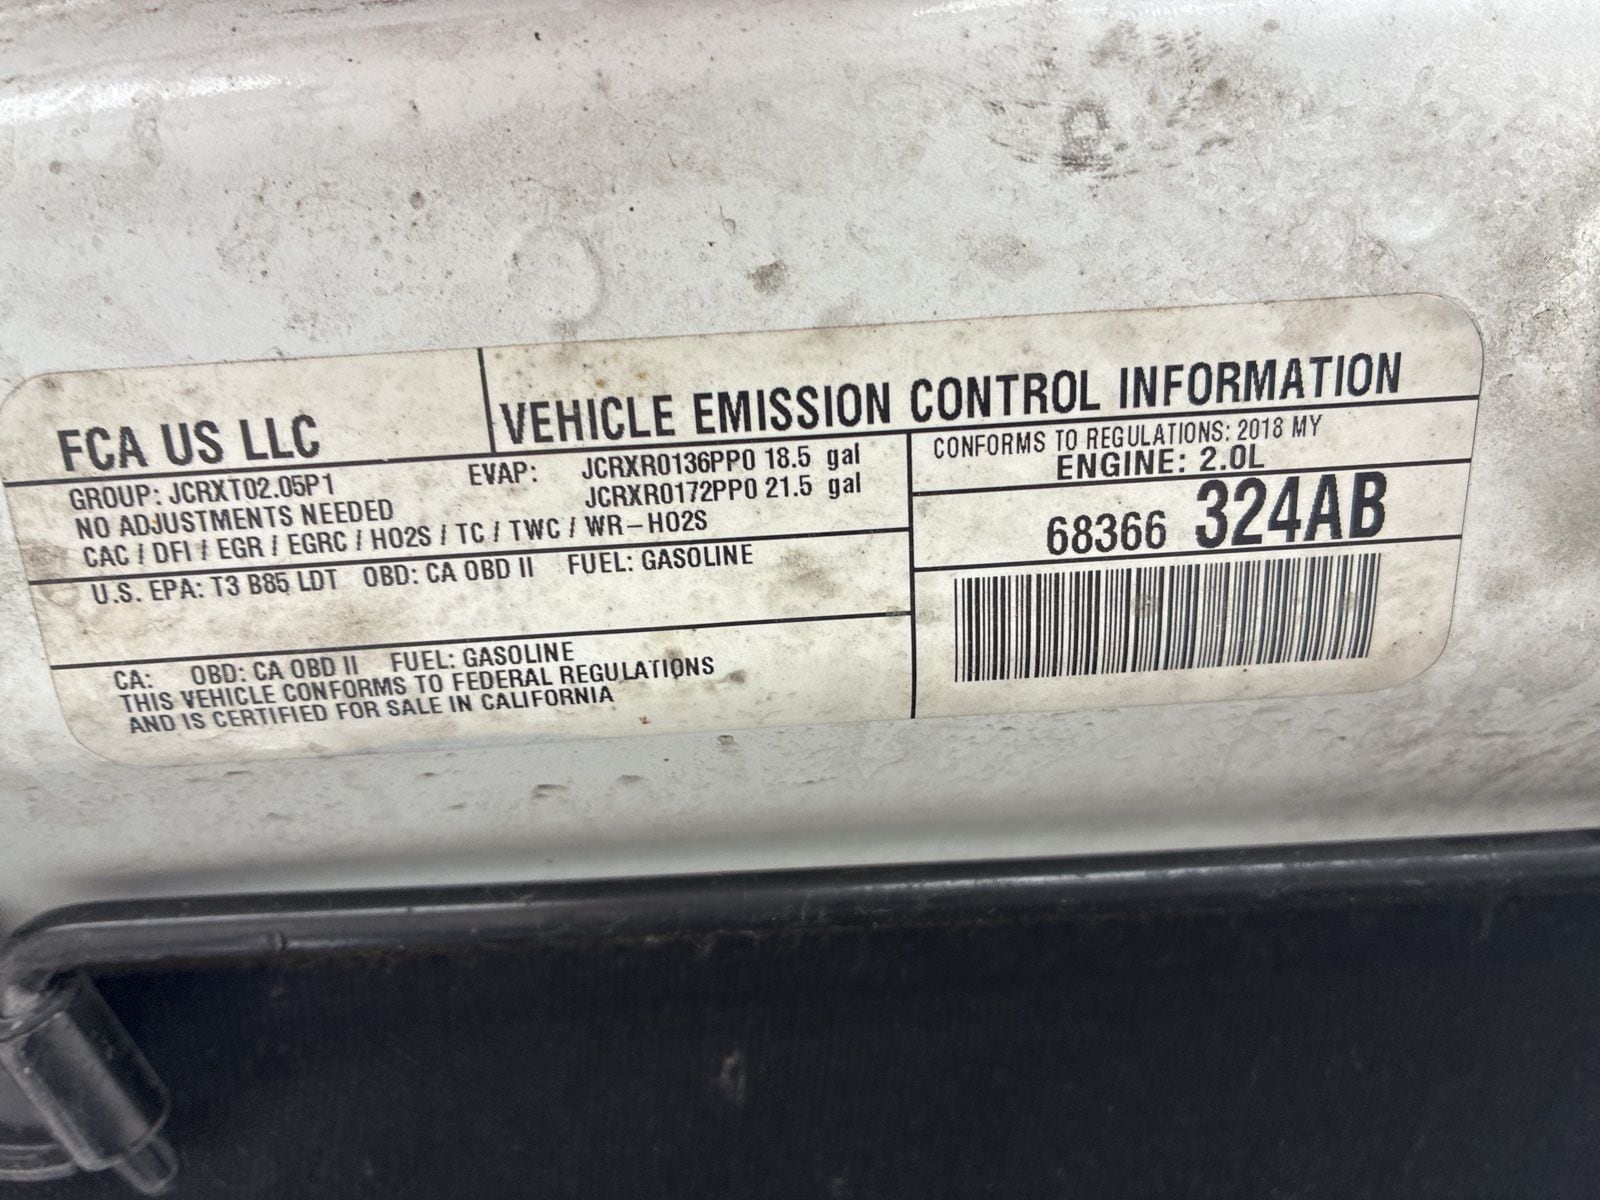 FCA US LLC
VEHICLE EMISSION CONTROL INFORMATION
GROUP: JCRXT02.05P1
EVAP: JCRXR0136PP0 18.5 gal
JCRXR0172PP0 21.5 gal
NO ADJUSTMENTS NEEDED
CAC / DFI / EGR / EGRC / HO2S / TC / TWC / WR-HO2S
U.S. EPA: T3 B85 LDT OBD: CA OBD II FUEL: GASOLINE
CA: OBD: CA OBD II FUEL: GASOLINE
THIS VEHICLE CONFORMS TO FEDERAL REGULATIONS
AND IS CERTIFIED FOR SALE IN CALIFORNIA
CONFORMS TO REGULATIONS: 2018 MY
ENGINE: 2.0L
68366 324AB